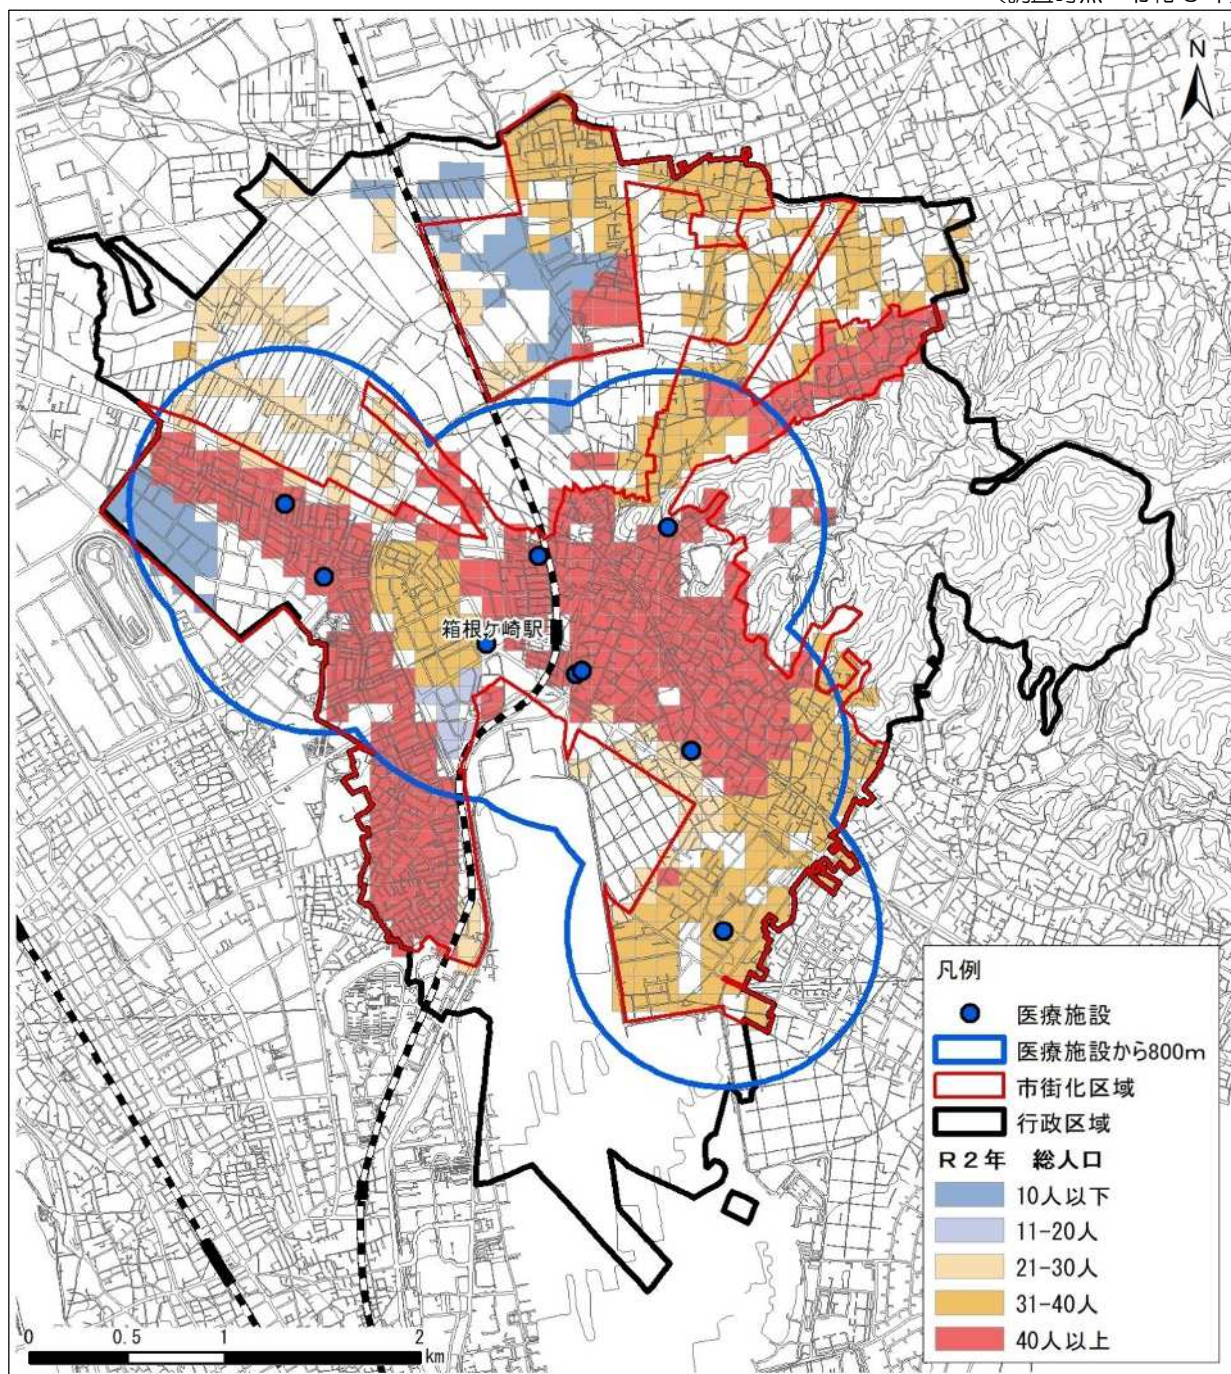 N
箱根ヶ崎駅
凡例
医療施設
医療施設から800m
市街化区域
行政区域
R2年 総人口
10人以下
11-20人
21-30人
31-40人
40人以上
0 0.5 1 2
km